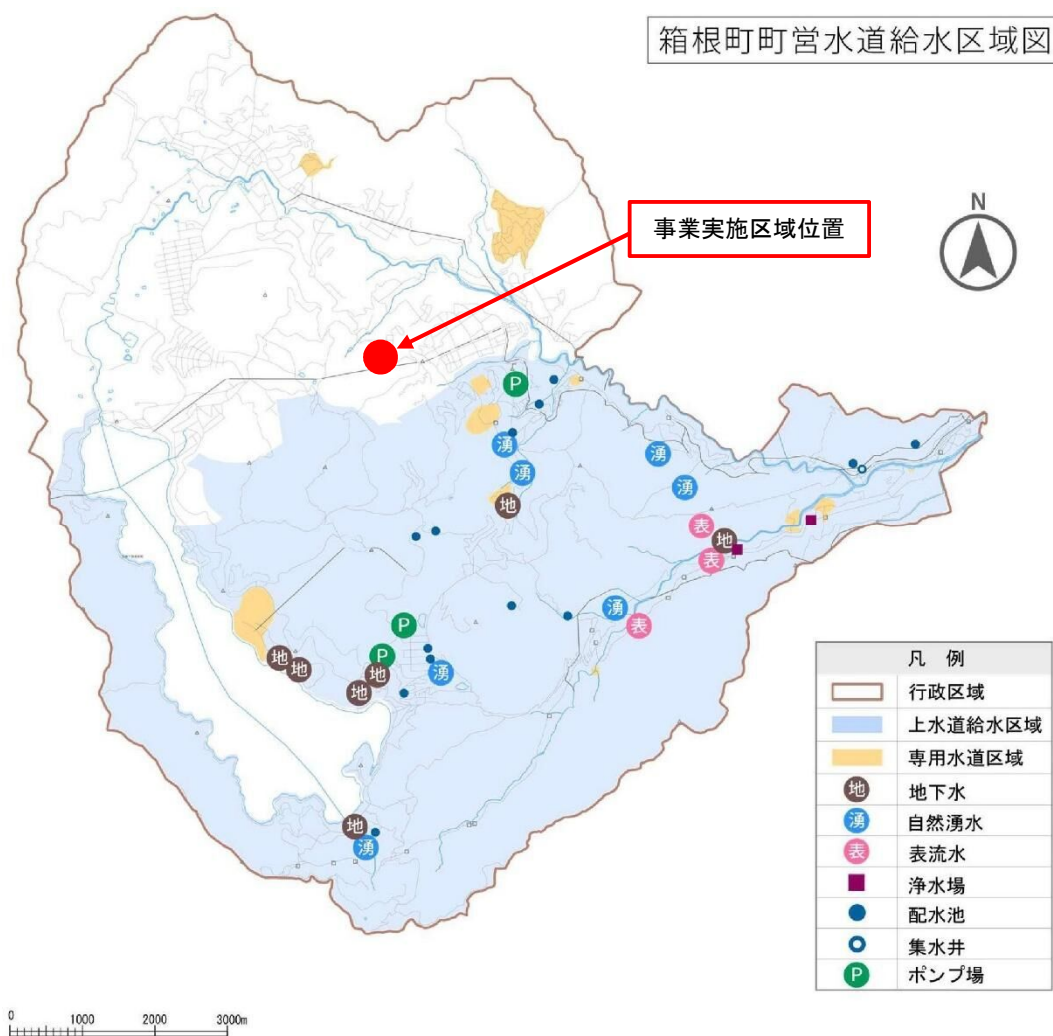 箱根町町営水道給水区域図
N
事業実施区域位置
P
湧
湧
湧
地
湧
表
地
表
湧
表
P
P
地
地
地
湧
地
地
湧
凡 例
行政区域
上水道給水区域
専用水道区域
地 地下水
湧 自然湧水
表 表流水
浄水場
配水池
集水井
P ポンプ場
0 1000 2000 3000m